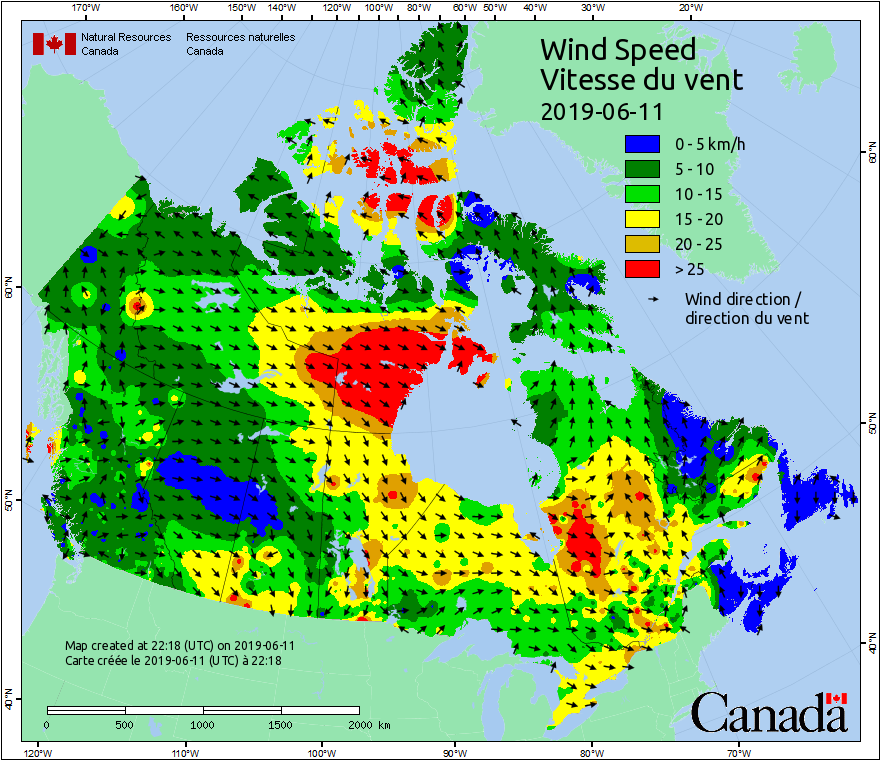 170°W 160°W 150°W 140°W 130°W 120°W 110°W 100°W 90°W 80°W 70°W 60°W 50°W 40°W 30°W 20°W
Natural Resources Ressources naturelles
Canada Canada
Wind Speed
Vitesse du vent
2019-06-11
0 - 5 km/h
5 - 10
10 - 15
15 - 20
20 - 25
> 25
Wind direction /
direction du vent
60°N
60°N
50°N
50°N
40°N
40°N
Map created at 22:18 (UTC) on 2019-06-11
Carte créée le 2019-06-11 (UTC) à 22:18
0 500 1000 1500 2000 km
Canada
120°W 110°W 100°W 90°W 80°W 70°W